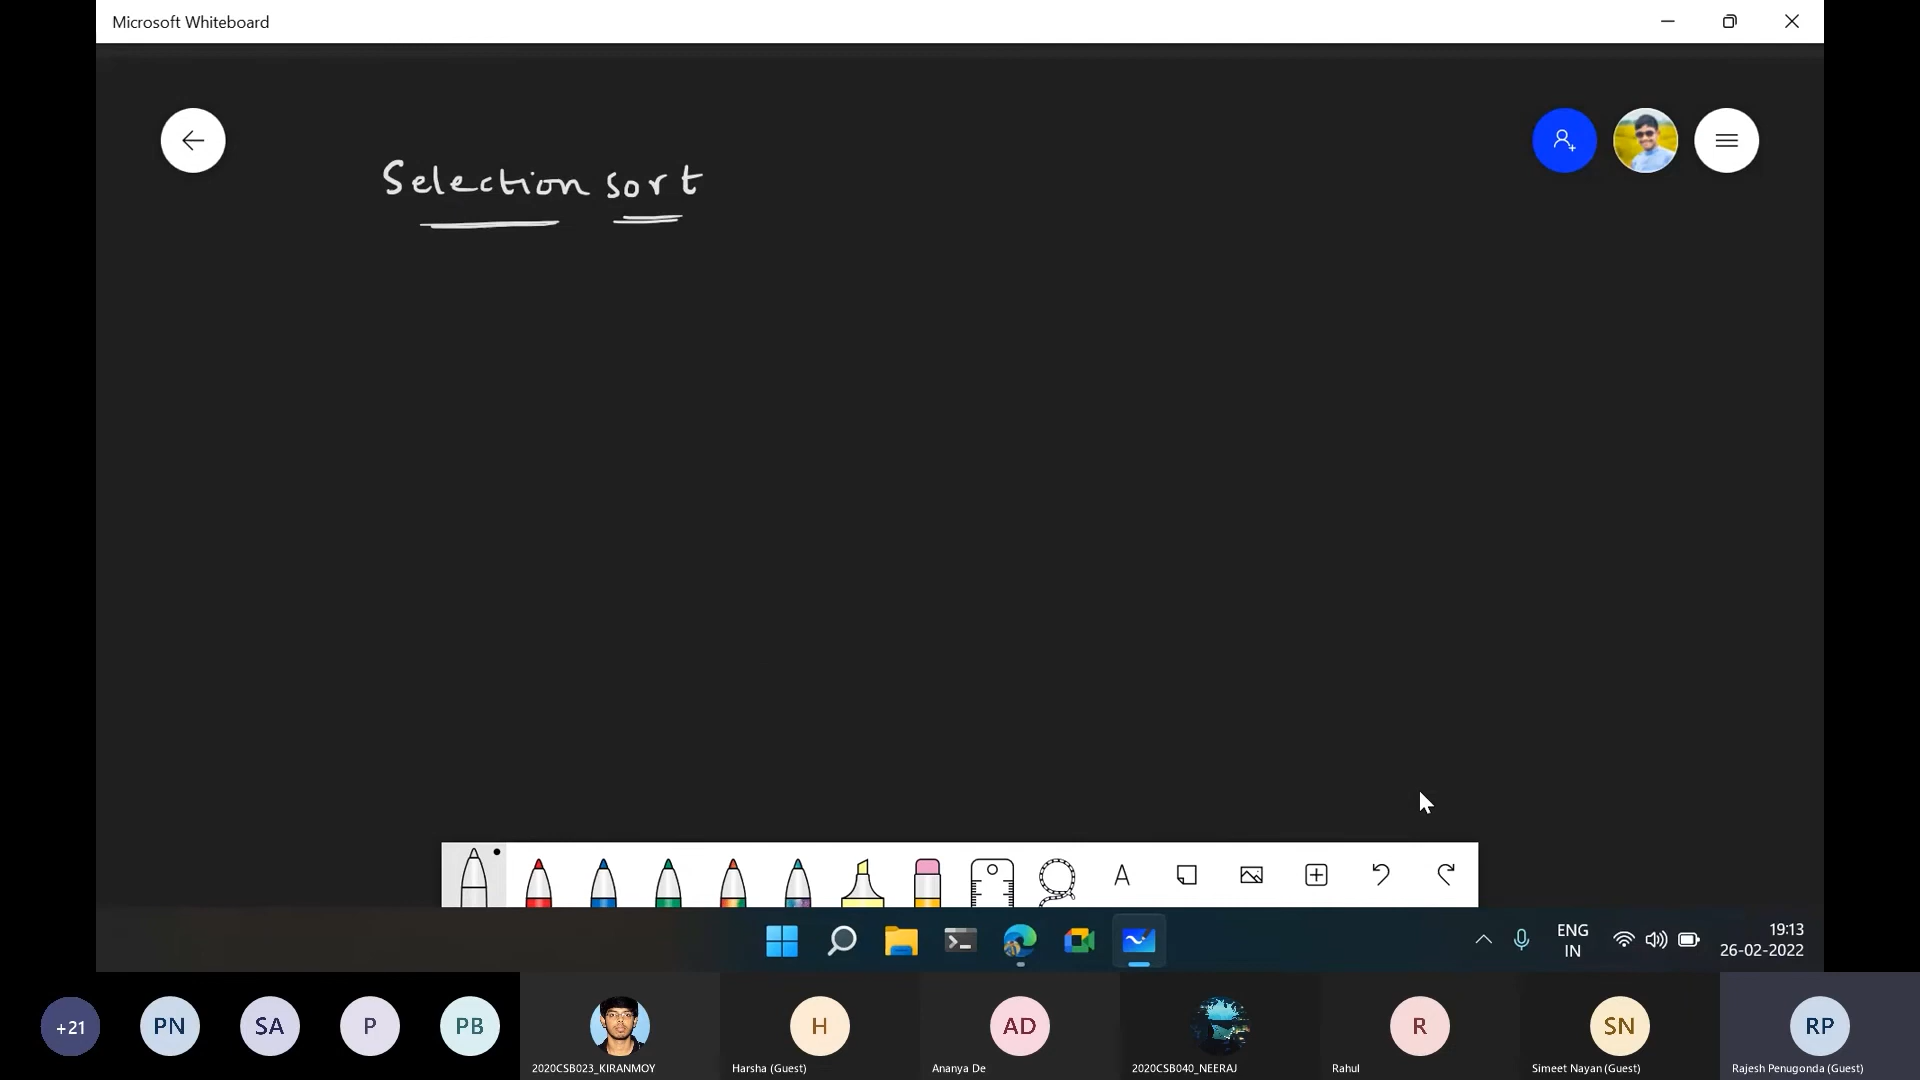 Microsoft Whiteboard
Selection sort
A
ENG
IN
19:13
26-02-2022
+21
PN
SA
P
PB
H
AD
R
SN
RP
2020CSB023_KIRANMOY
Harsha (Guest)
Ananya De
2020CSB040_NEERAJ
Rahul
Simeet Nayan (Guest)
Rajesh Penugonda (Guest)